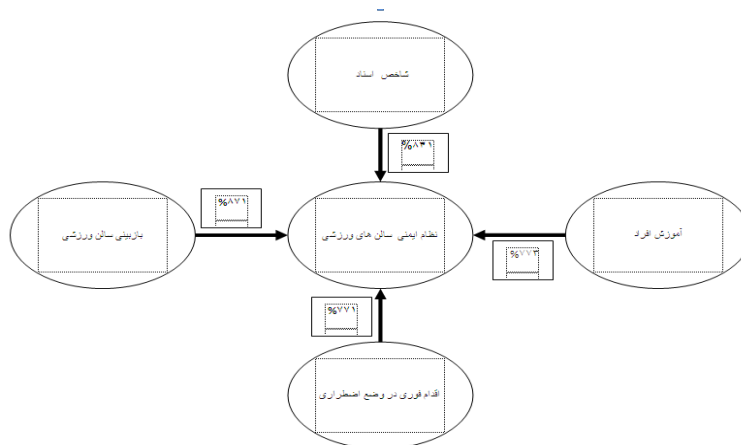 شاخص اسناد
%۸۳۱
%۸۷۱
بازبینی سالن ورزشی
نظام ایمنی سالن های ورزشی
آموزش افراد
%۷۷۳
%۷۷۱
اقدام فوری در وضع اضطراری